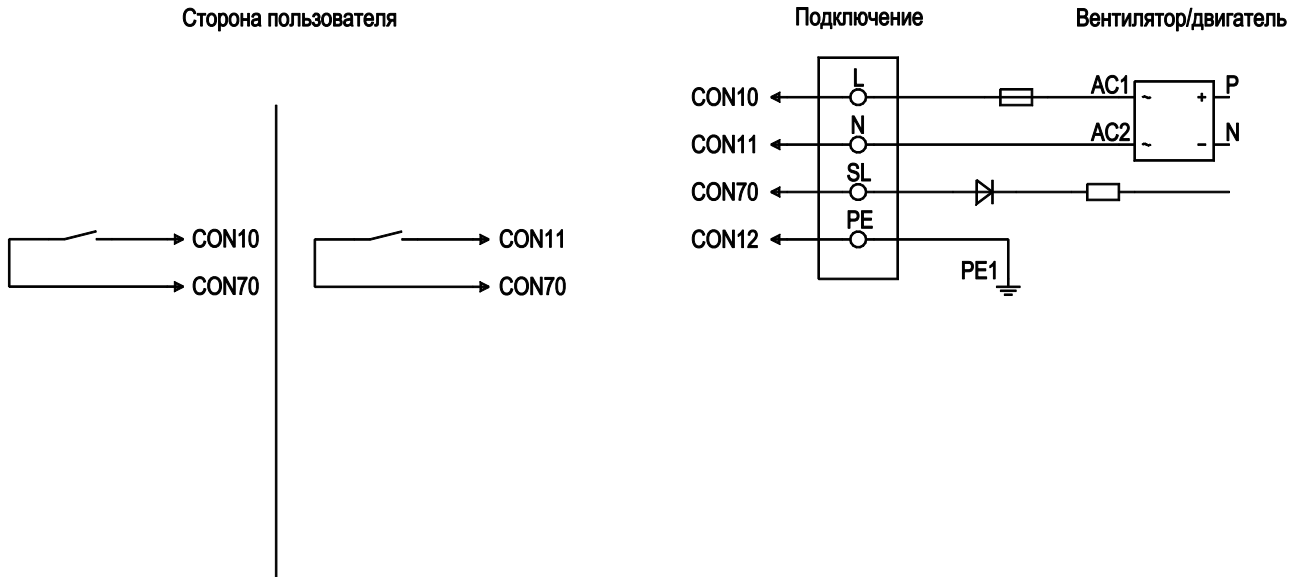 Сторона пользователя
Подключение
Вентилятор/двигатель
CON10
L
AC1
~
+
P
CON11
N
AC2
~
−
N
CON70
SL
CON12
PE
PE1
CON10
CON70
CON11
CON70